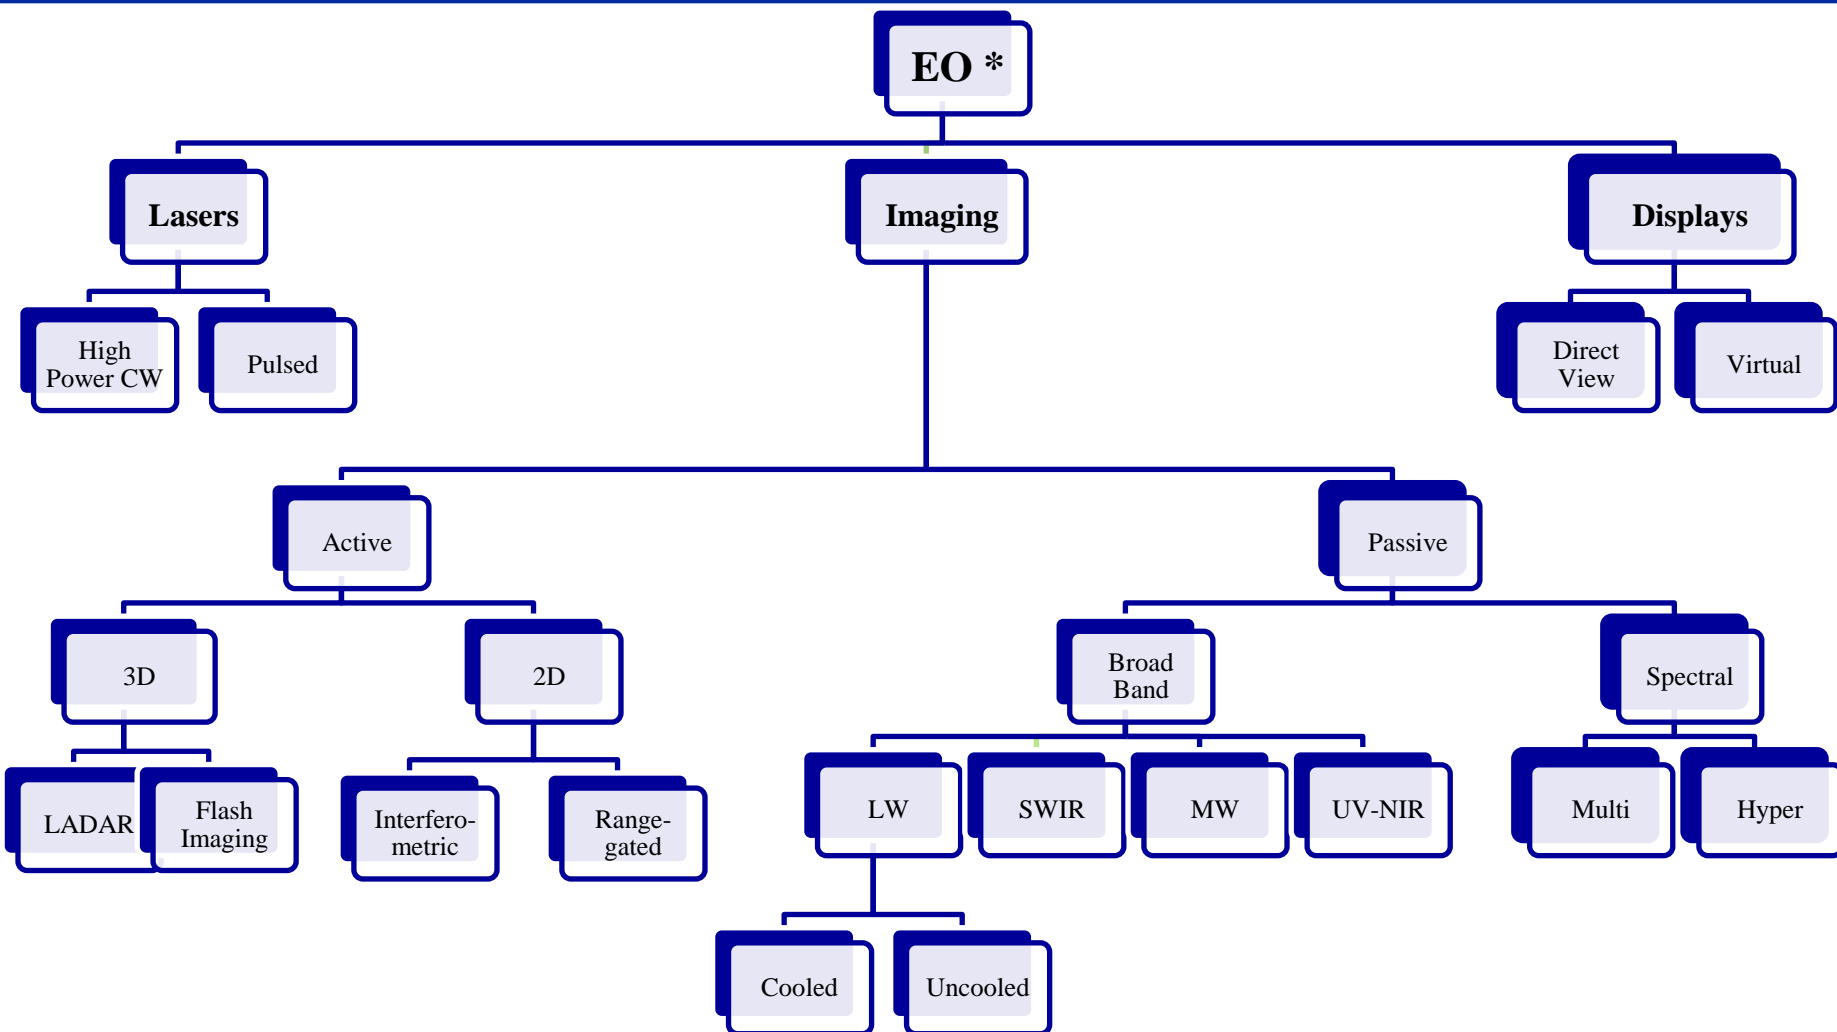 EO *
Lasers
Imaging
Displays
High
Power CW
Pulsed
Direct
View
Virtual
Active
Passive
3D
2D
Broad
Band
Spectral
LADAR
Flash
Imaging
Interfero-
metric
Range-
gated
LW
SWIR
MW
UV-NIR
Multi
Hyper
Cooled
Uncooled